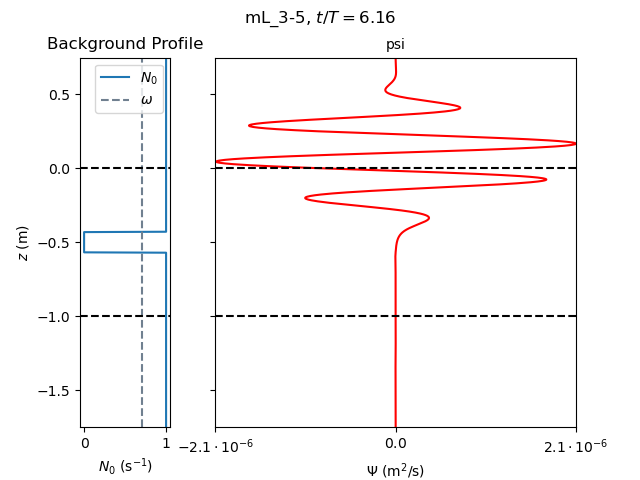 mL_3-5, t/T = 6.16
Background Profile
psi
N₀
ω
0.5
0.0
−0.5
−1.0
−1.5
z (m)
0
1
N₀ (s⁻¹)
−2.1 · 10⁻⁶
0.0
2.1 · 10⁻⁶
Ψ (m²/s)